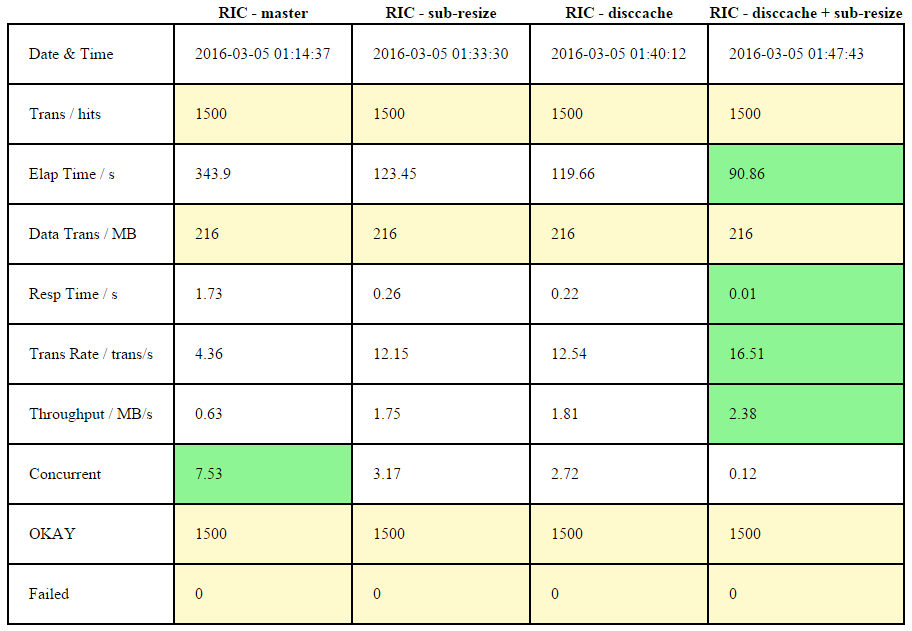 RIC - master RIC - sub-resize RIC - disccache RIC - disccache + sub-resize
Date & Time 2016-03-05 01:14:37 2016-03-05 01:33:30 2016-03-05 01:40:12 2016-03-05 01:47:43
Trans / hits 1500 1500 1500 1500
Elap Time / s 343.9 123.45 119.66 90.86
Data Trans / MB 216 216 216 216
Resp Time / s 1.73 0.26 0.22 0.01
Trans Rate / trans/s 4.36 12.15 12.54 16.51
Throughput / MB/s 0.63 1.75 1.81 2.38
Concurrent 7.53 3.17 2.72 0.12
OKAY 1500 1500 1500 1500
Failed 0 0 0 0